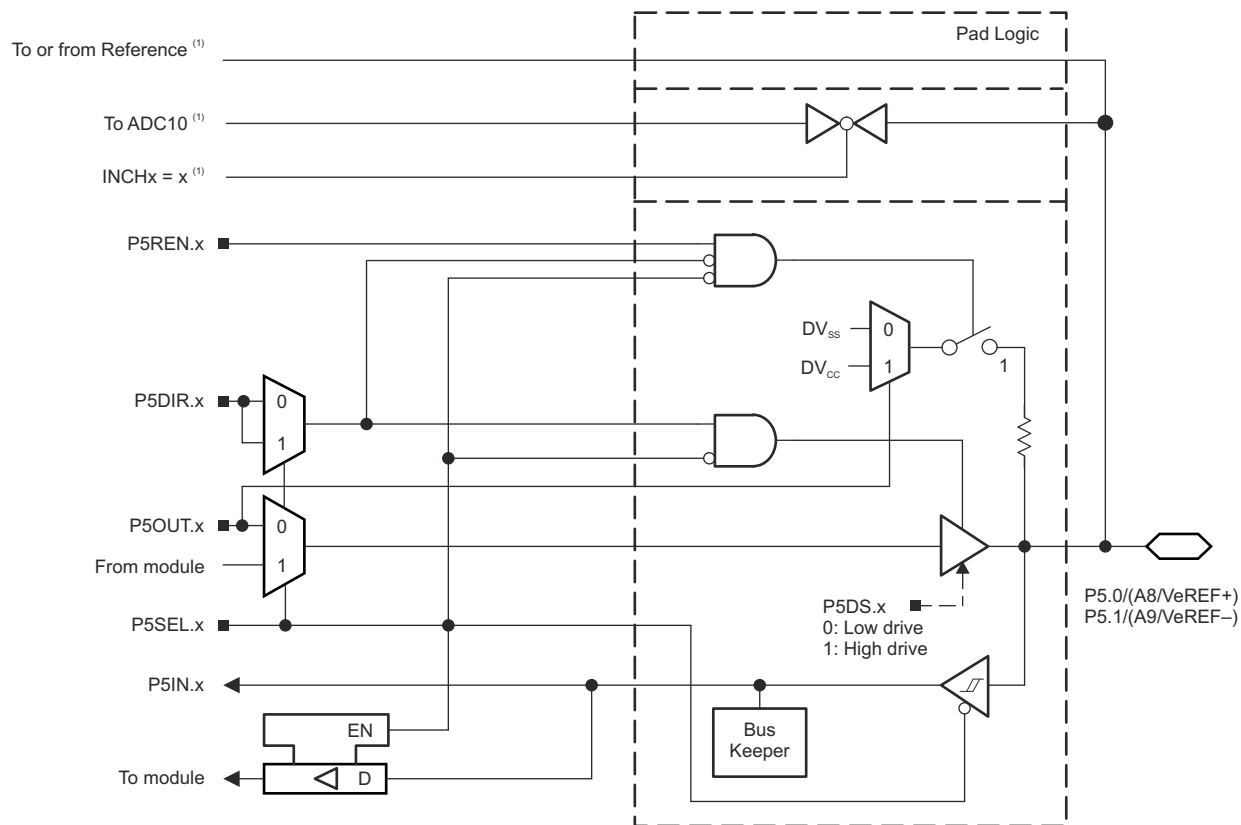 Pad Logic
To or from Reference (1)
To ADC10 (1)
INCHx = x (1)
P5REN.x
DVSS
0
DVCC
1
1
P5DIR.x
0
1
P5OUT.x
0
From module
1
P5SEL.x
P5DS.x
0: Low drive
1: High drive
P5.0/(A8/VeREF+)
P5.1/(A9/VeREF–)
P5IN.x
EN
Bus
Keeper
To module
D